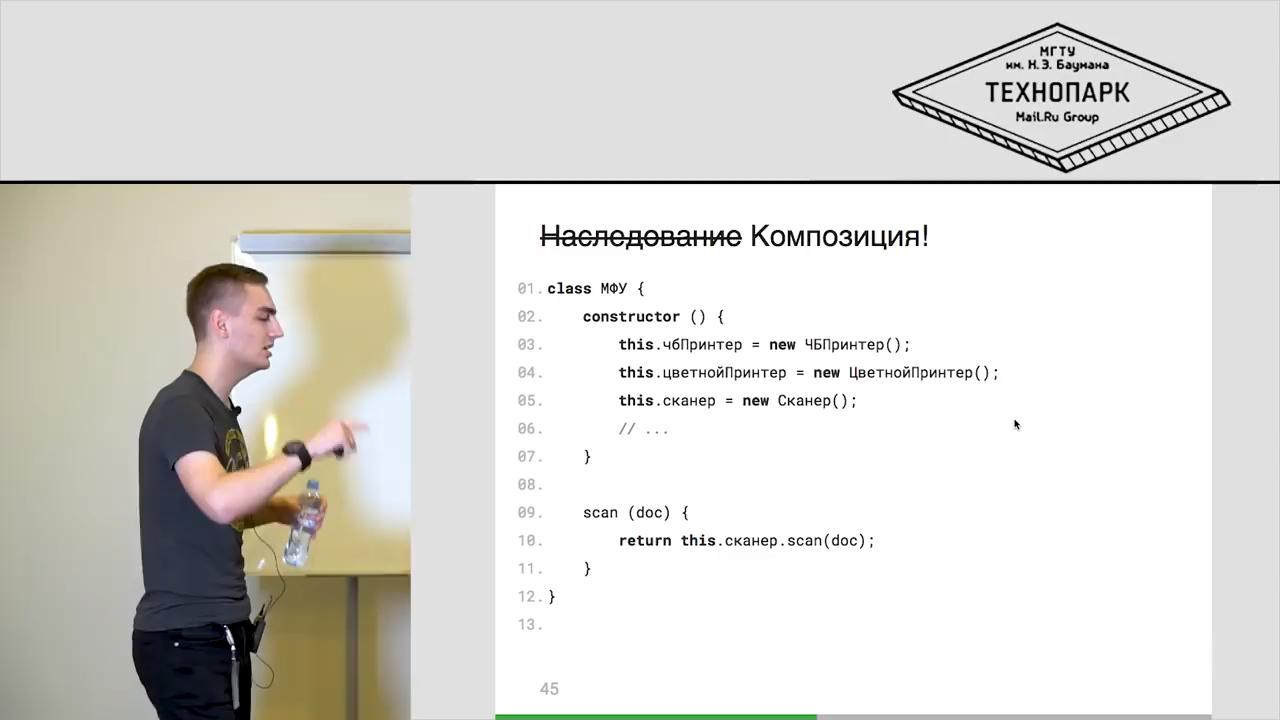 МГТУ
им. Н.Э. Баумана
ТЕХНОПАРК
Mail.Ru Group
Наследование Композиция!
01. class МФУ {
02. constructor () {
03. this.чбПринтер = new ЧБПринтер();
04. this.цветнойПринтер = new ЦветнойПринтер();
05. this.сканер = new Сканер();
06. // ...
07. }
08.
09. scan (doc) {
10. return this.сканер.scan(doc);
11. }
12. }
13.
45